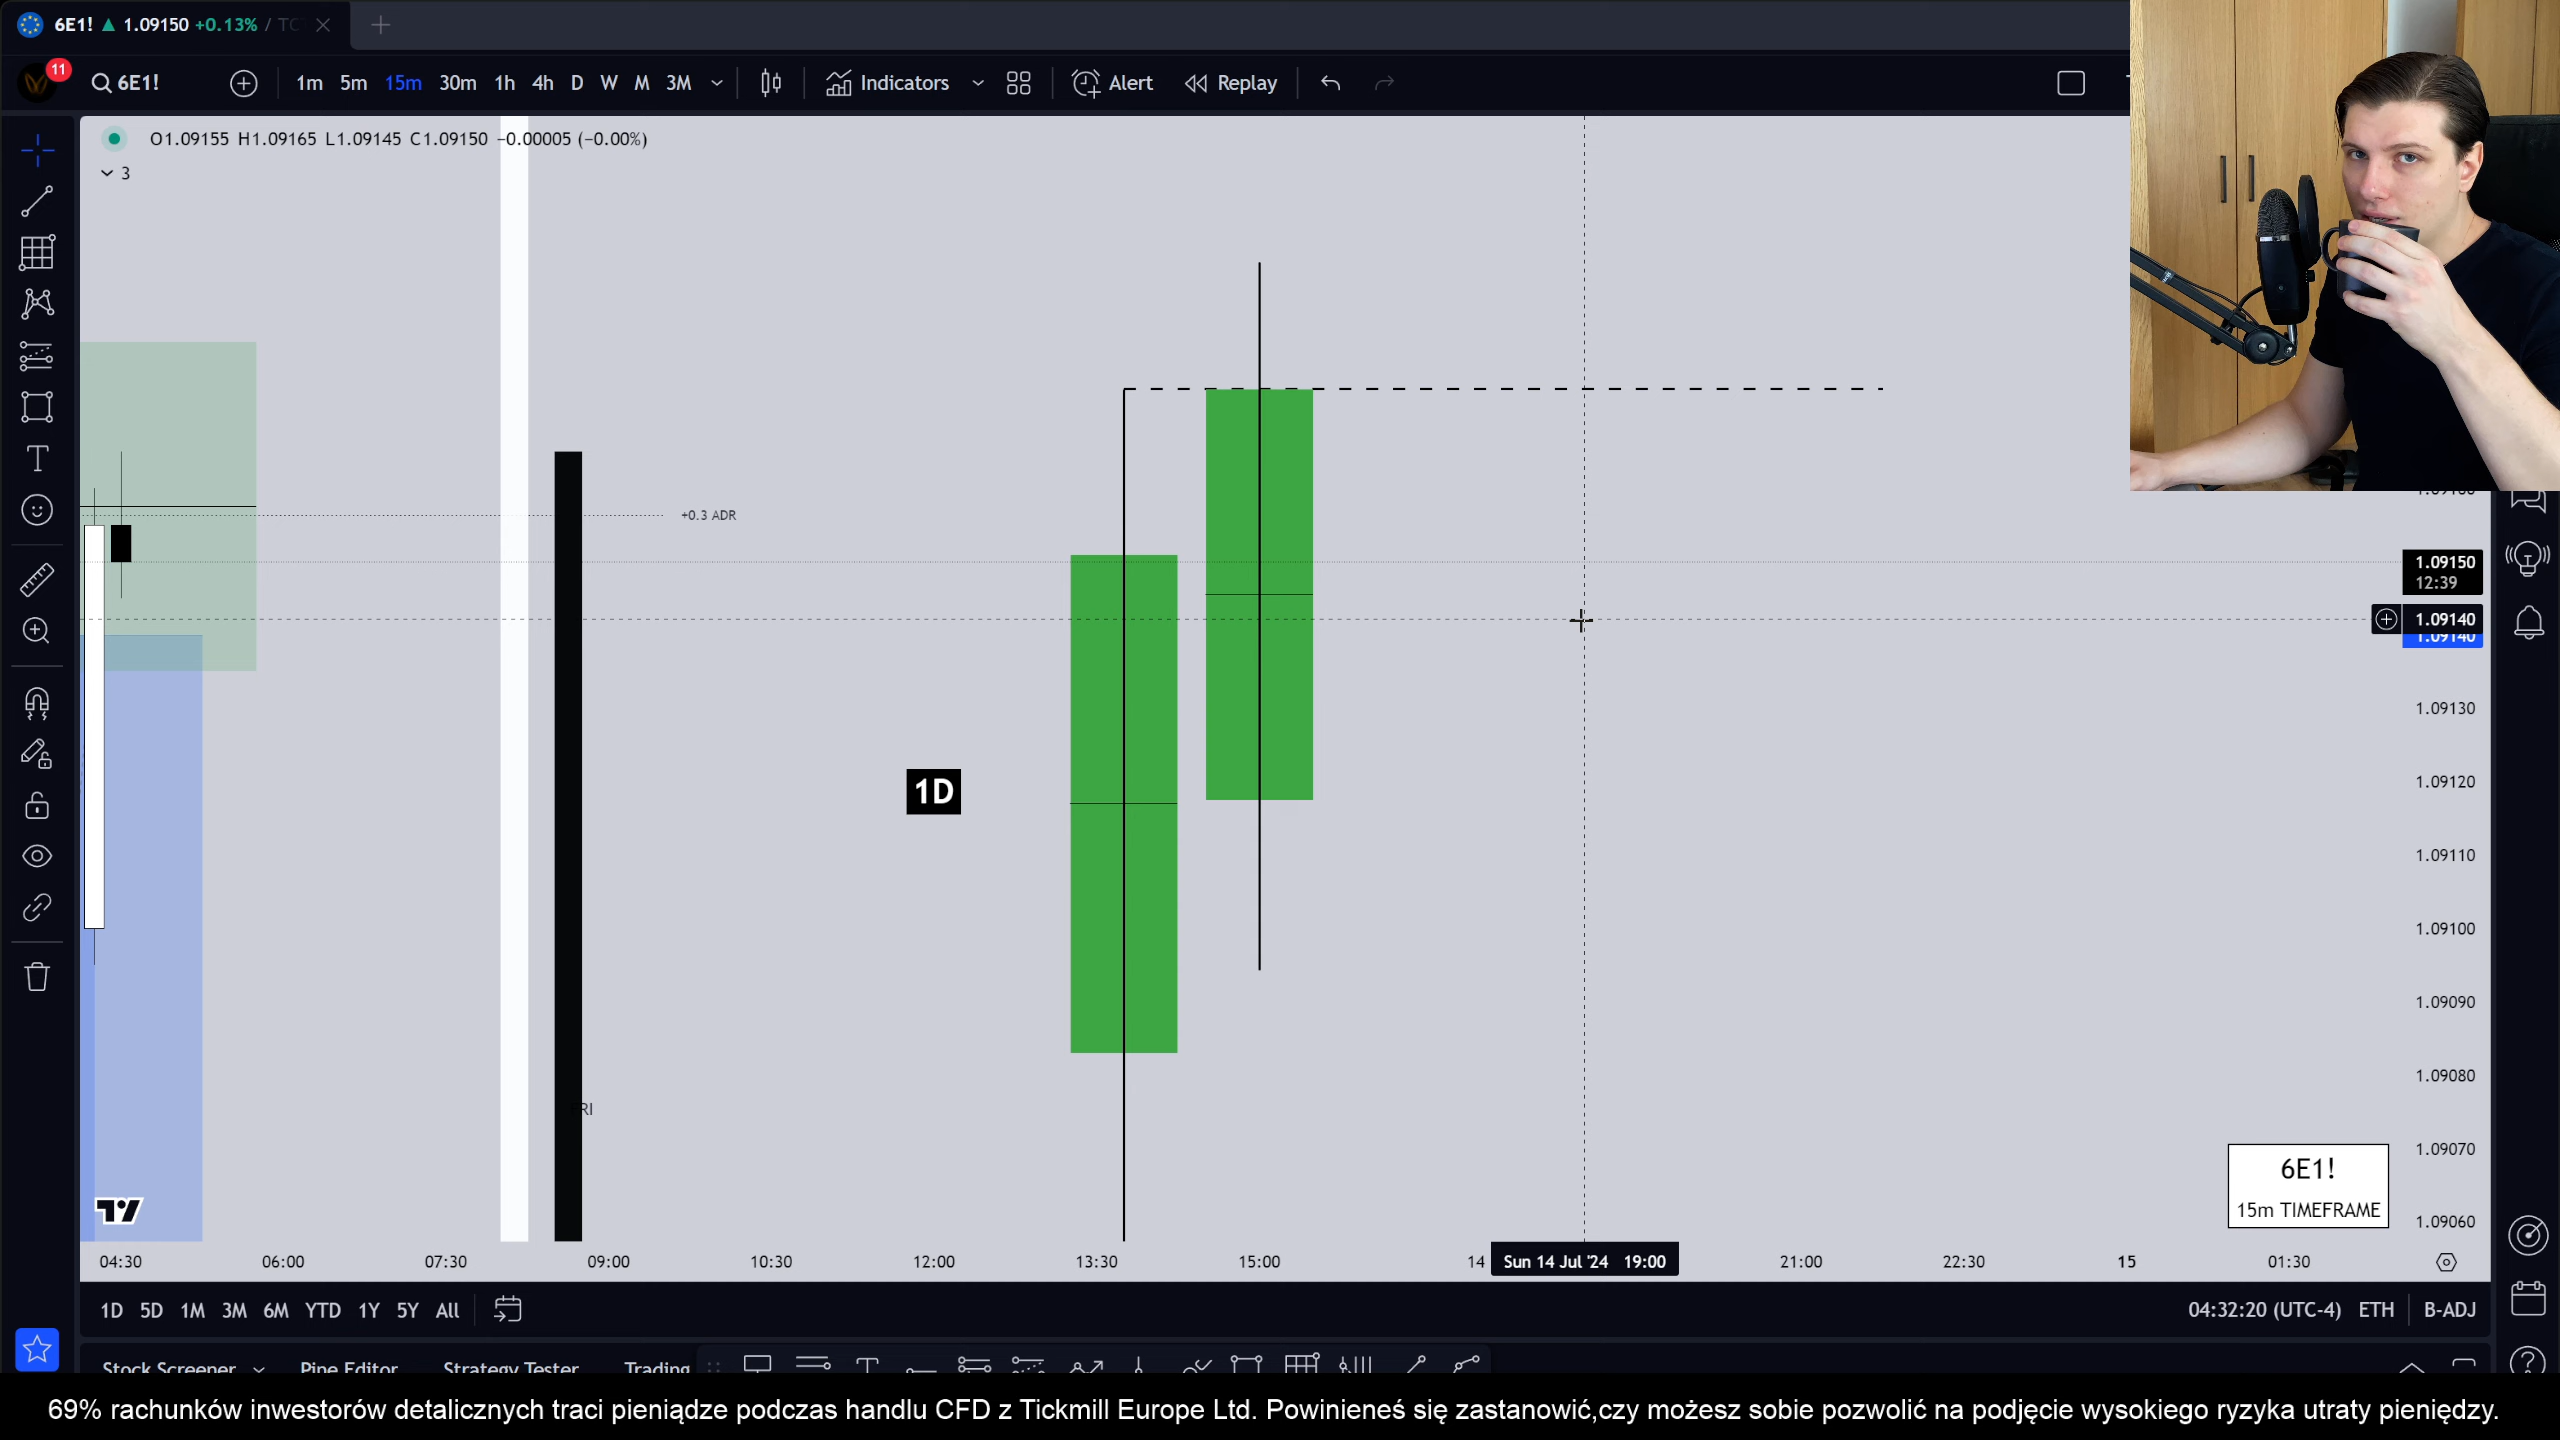 6E1! 1.09150 +0.13% / TC
11
6E1!
1m 5m 15m 30m 1h 4h D W M 3M
Indicators
Alert
Replay
O1.09155 H1.09165 L1.09145 C1.09150 −0.00005 (−0.00%)
3
+0.3 ADR
1.09150
12:39
1.09140
1.09140
1.09130
1D
1.09120
1.09110
1.09100
1.09090
1.09080
RI
1.09070
1.09060
6E1!
15m TIMEFRAME
04:30 06:00 07:30 09:00 10:30 12:00 13:30 15:00 14 Sun 14 Jul '24 19:00 21:00 22:30 15 01:30
1D 5D 1M 3M 6M YTD 1Y 5Y All
04:32:20 (UTC-4) ETH B-ADJ
Stock Screener Pine Editor Strategy Tester Trading
69% rachunków inwestorów detalicznych traci pieniądze podczas handlu CFD z Tickmill Europe Ltd. Powinieneś się zastanowić,czy możesz sobie pozwolić na podjęcie wysokiego ryzyka utraty pieniędzy.